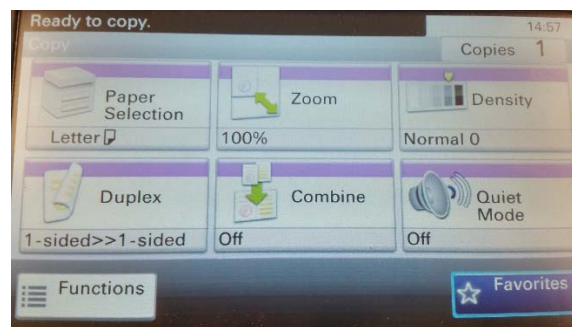 Ready to copy.
14:57
Copy
Copies 1
Paper
Selection
Letter
Zoom
100%
Density
Normal 0
Duplex
1-sided>>1-sided
Combine
Off
Quiet
Mode
Off
Functions
Favorites